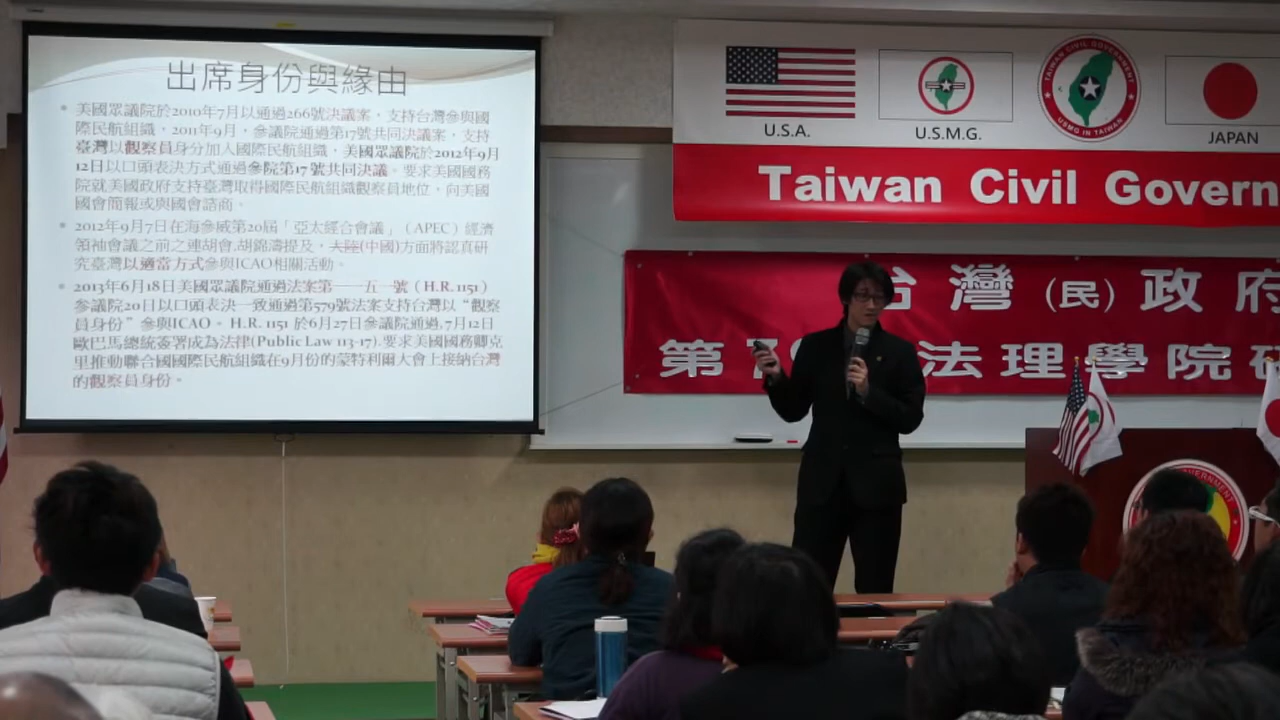 出席身份與緣由
美國眾議院於2010年7月以通過266號決議案，支持台灣參與國
際民航組織，2011年9月，參議院通過第17號共同決議案，支持
臺灣以觀察員身分加入國際民航組織，美國眾議院於2012年9月
12日以口頭表決方式通過參院第17號共同決議。要求美國國務
院就美國政府支持臺灣取得國際民航組織觀察員地位，向美國
國會簡報或與國會諮商。
2012年9月7日在海參威第20屆「亞太經合會議」（APEC）經濟
領袖會議之前之連胡會,胡錦濤提及，大陸(中國)方面將認真研
究臺灣以適當方式參與ICAO相關活動。
2013年6月18日美國眾議院通過法案第一一五一號（H.R. 1151）
參議院20日以口頭表決一致通過第579號法案支持台灣以“觀察
員身份”參與ICAO。H.R. 1151 於6月27日參議院通過,7月12日
歐巴馬總統簽署成為法律(Public Law 113-17).要求美國國務卿克
里推動聯合國國際民航組織在9月份的蒙特利爾大會上接納台灣
的觀察員身份。
U.S.A.
U.S.M.G.
TAIWAN CIVIL GOVERNMENT
USMG IN TAIWAN
JAPAN
Taiwan Civil Govern
台灣(民)政府
第 法理學院研